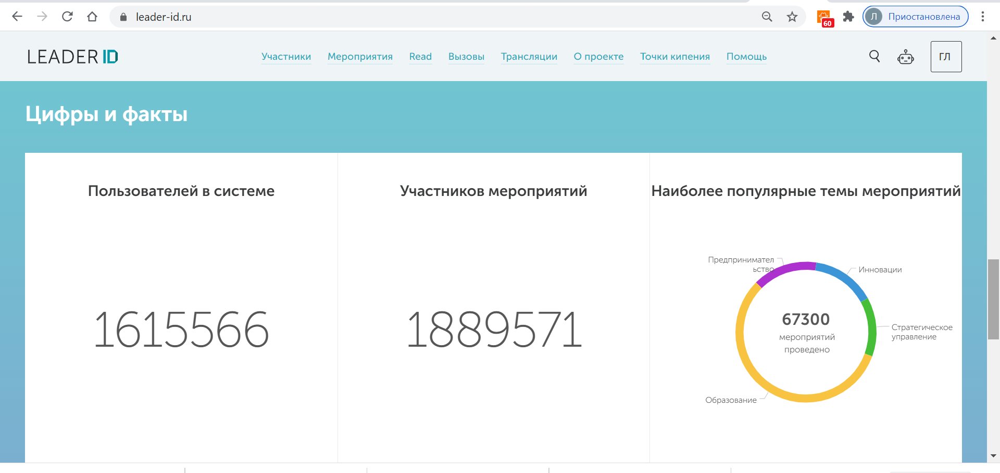 leader-id.ru
60
Л
Приостановлена
LEADER ID
Участники
Мероприятия
Read
Вызовы
Трансляции
О проекте
Точки кипения
Помощь
ГЛ
Цифры и факты
Пользователей в системе
1615566
Участников мероприятий
1889571
Наиболее популярные темы мероприятий
Предпринимател
ьство
Инновации
67300
мероприятий
проведено
Стратегическое
управление
Образование